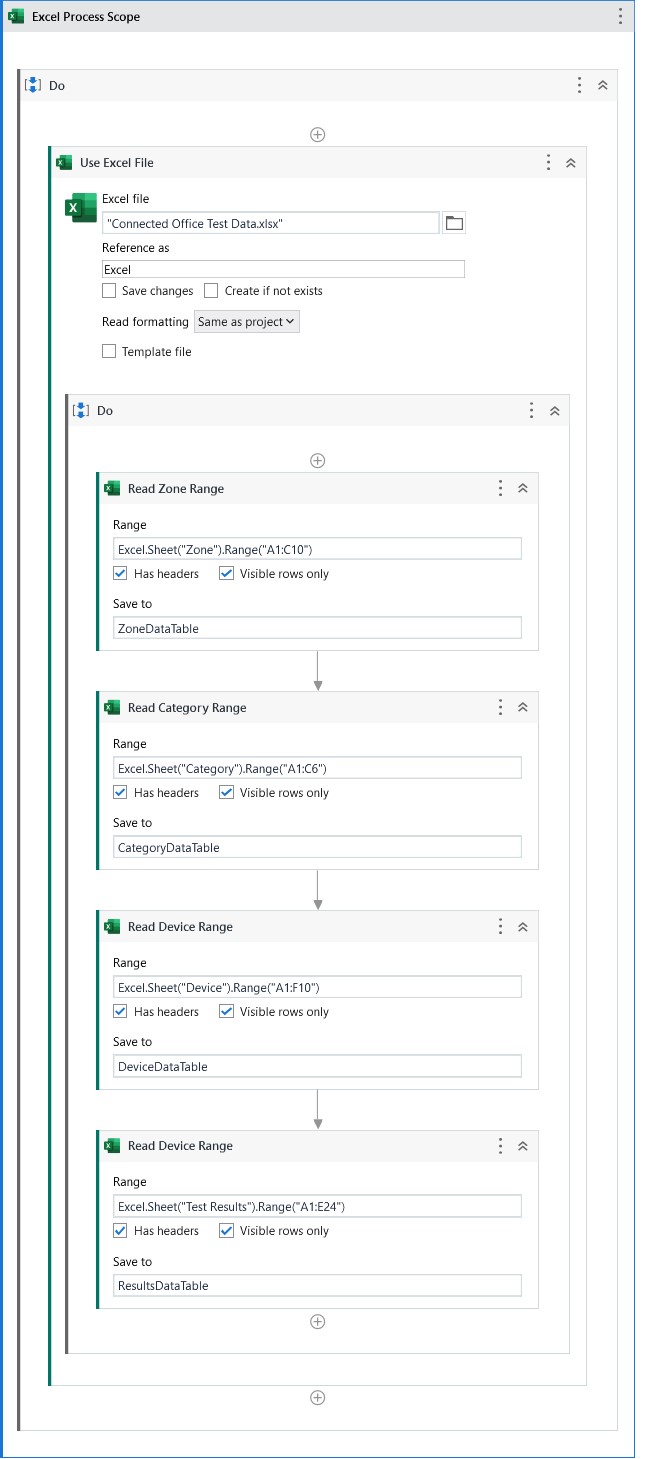 Excel Process Scope
Do
Use Excel File
Excel file
"Connected Office Test Data.xlsx"
Reference as
Excel
Save changes Create if not exists
Read formatting Same as project
Template file
Do
Read Zone Range
Range
Excel.Sheet("Zone").Range("A1:C10")
Has headers Visible rows only
Save to
ZoneDataTable
Read Category Range
Range
Excel.Sheet("Category").Range("A1:C6")
Has headers Visible rows only
Save to
CategoryDataTable
Read Device Range
Range
Excel.Sheet("Device").Range("A1:F10")
Has headers Visible rows only
Save to
DeviceDataTable
Read Device Range
Range
Excel.Sheet("Test Results").Range("A1:E24")
Has headers Visible rows only
Save to
ResultsDataTable